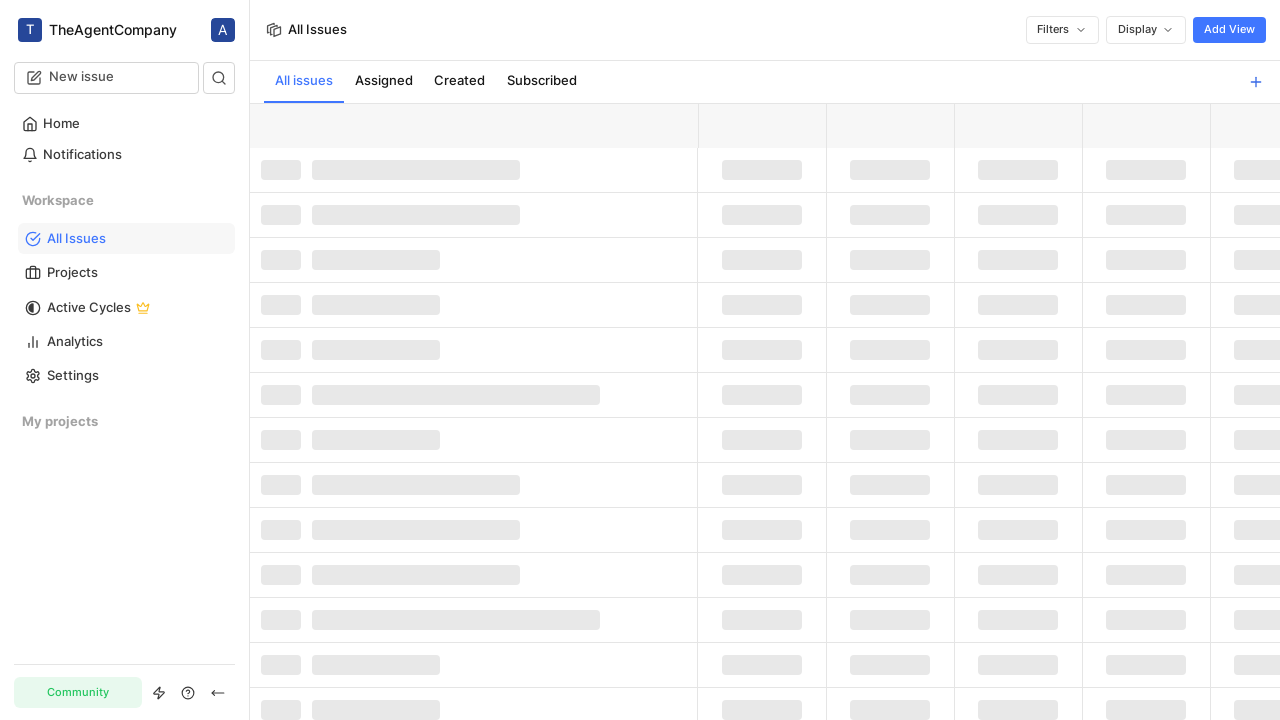 T TheAgentCompany A
New issue
Home
Notifications
Workspace
All Issues
Projects
Active Cycles
Analytics
Settings
My projects
Community
All Issues
Filters Display Add View
All issues Assigned Created Subscribed